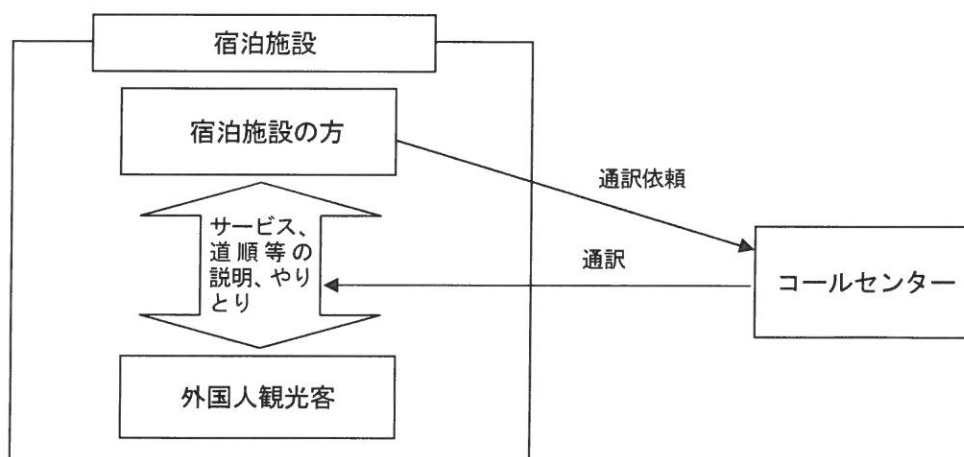 宿泊施設
宿泊施設の方
通訳依頼
サービス、
道順等の
説明、やり
とり
通訳
コールセンター
外国人観光客